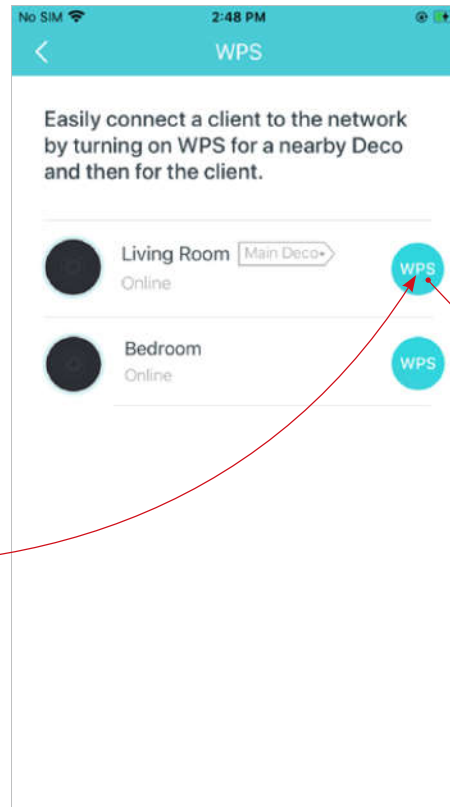 No SIM 2:48 PM
WPS
Easily connect a client to the network
by turning on WPS for a nearby Deco
and then for the client.
Living Room Main Deco
Online
WPS
Bedroom
Online
WPS